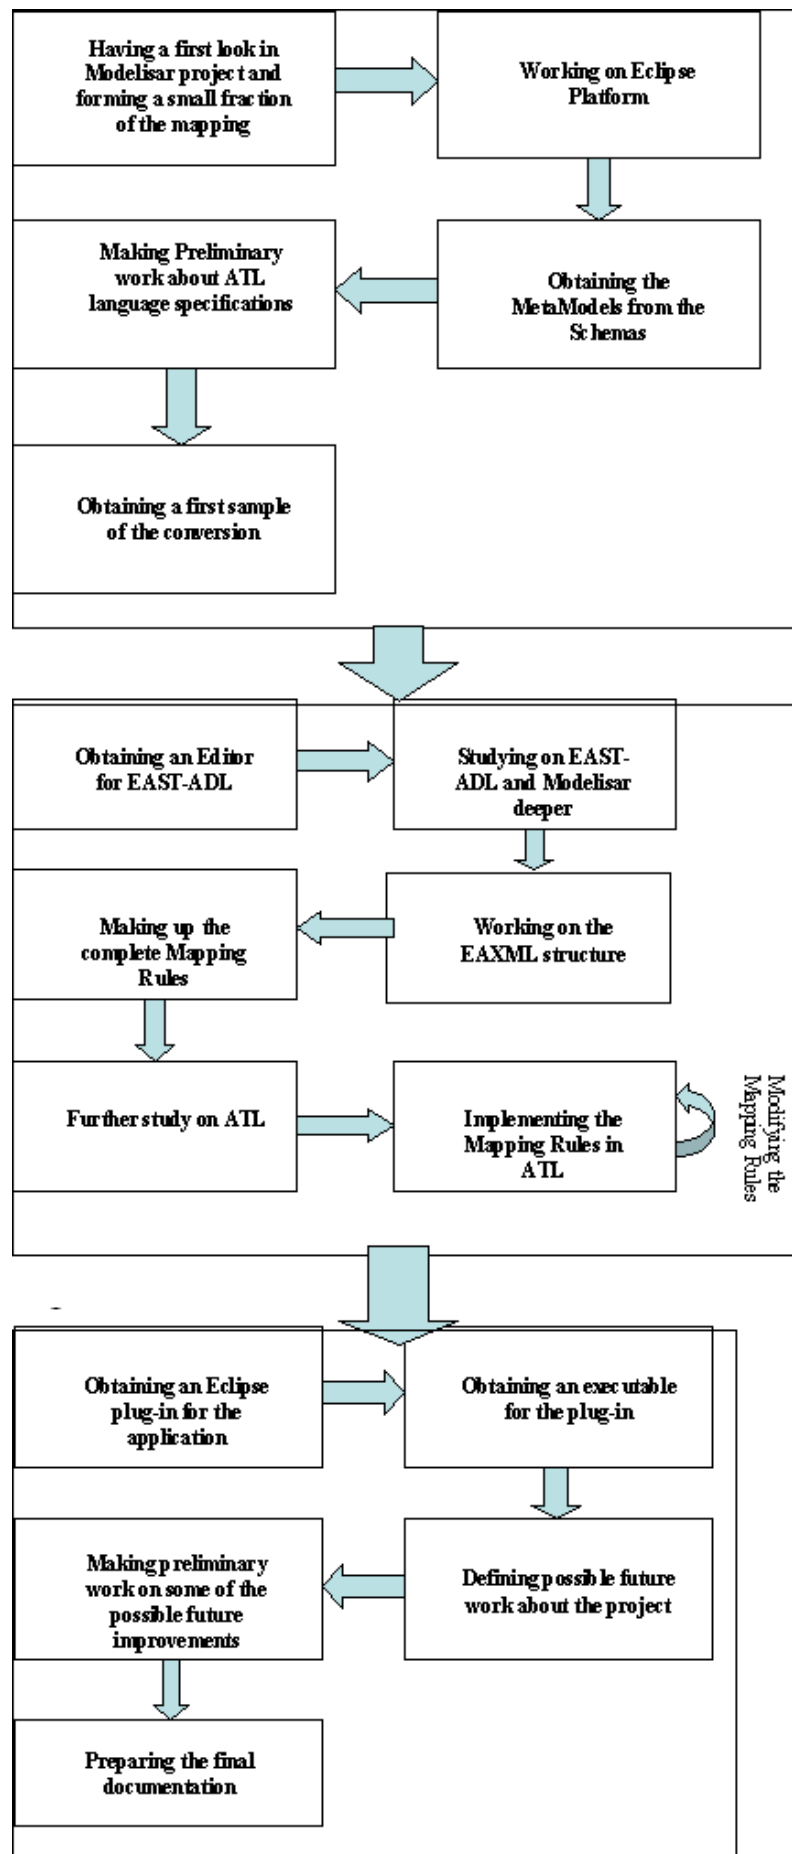 Having a first look in
Modelisar project and
forming a small fraction
of the mapping
Working on Eclipse
Platform
Obtaining the
MetaModels from the
Schemas
Making Preliminary
work about ATL
language specifications
Obtaining a first sample
of the conversion
Obtaining an Editor
for EAST-ADL
Studying on EAST-
ADL and Modelisar
deeper
Working on the
EAXML structure
Making up the
complete Mapping
Rules
Further study on ATL
Implementing the
Mapping Rules in
ATL
Modifying the
Mapping Rules
Obtaining an Eclipse
plug-in for the
application
Obtaining an executable
for the plug-in
Defining possible future
work about the project
Making preliminary
work on some of the
possible future
improvements
Preparing the final
documentation